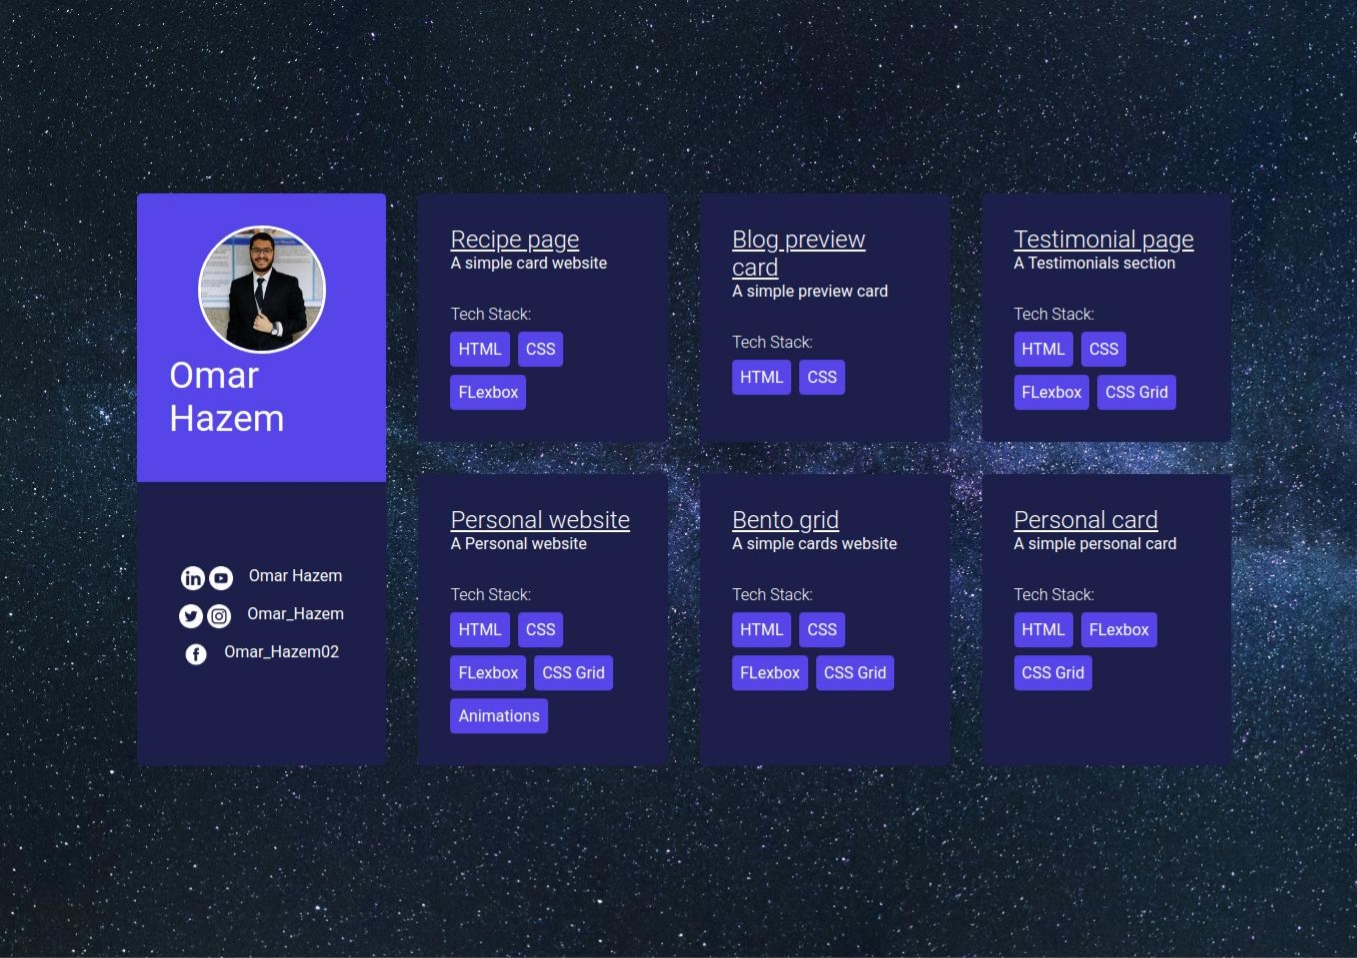 Omar
Hazem
Omar Hazem
Omar_Hazem
Omar_Hazem02
Recipe page
A simple card website
Tech Stack:
HTML CSS
FLexbox
Blog preview
card
A simple preview card
Tech Stack:
HTML CSS
Testimonial page
A Testimonials section
Tech Stack:
HTML CSS
FLexbox CSS Grid
Personal website
A Personal website
Tech Stack:
HTML CSS
FLexbox CSS Grid
Animations
Bento grid
A simple cards website
Tech Stack:
HTML CSS
FLexbox CSS Grid
Personal card
A simple personal card
Tech Stack:
HTML FLexbox
CSS Grid